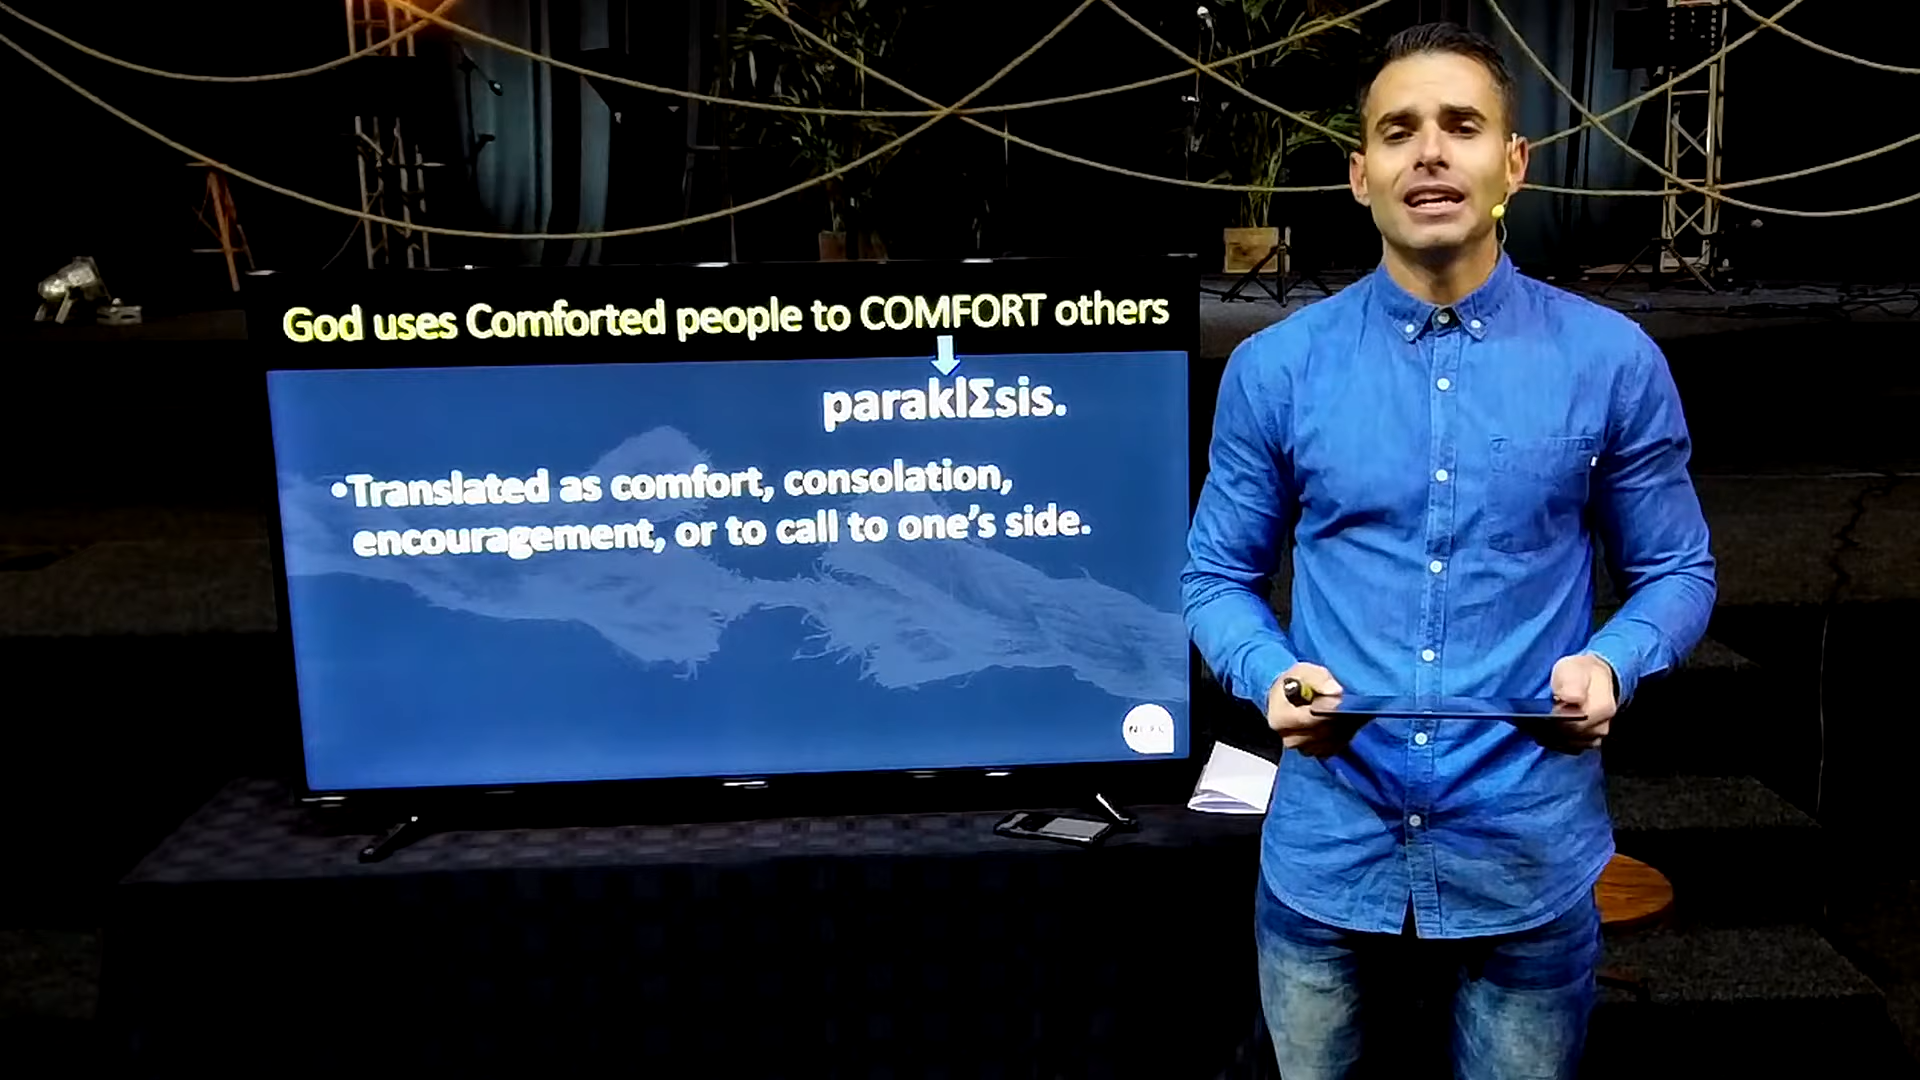 God uses Comforted people to COMFORT others
paraklΣsis.
•Translated as comfort, consolation,
encouragement, or to call to one's side.